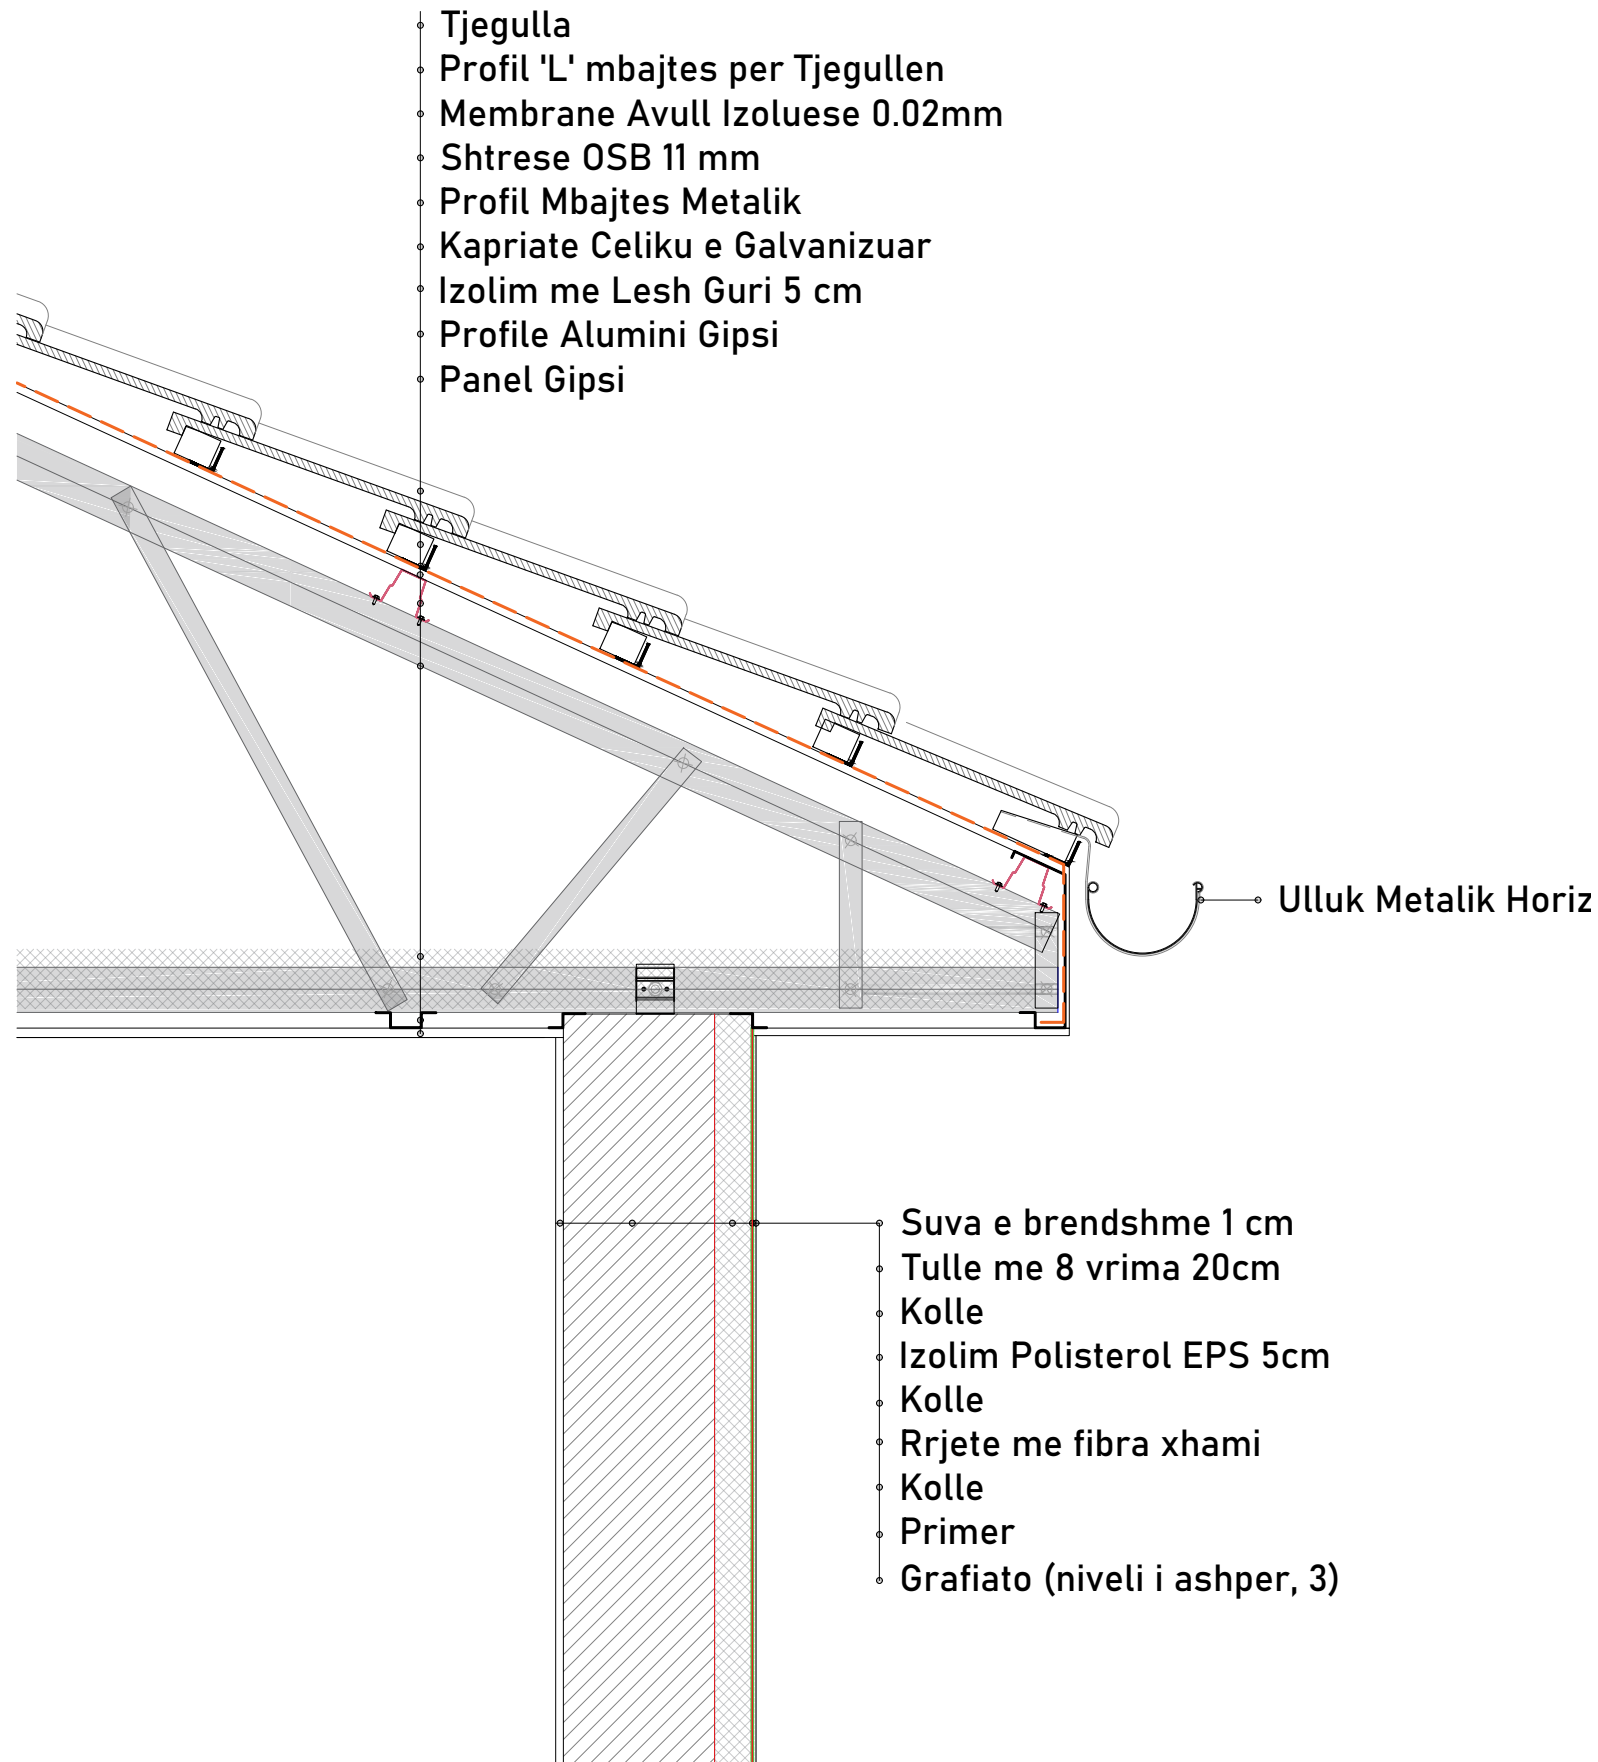 Tjegulla
Profil 'L' mbajtes per Tjegullen
Membrane Avull Izoluese 0.02mm
Shtrese OSB 11 mm
Profil Mbajtes Metalik
Kapriate Celiku e Galvanizuar
Izolim me Lesh Guri 5 cm
Profile Alumini Gipsi
Panel Gipsi
Ulluk Metalik Horiz
Suva e brendshme 1 cm
Tulle me 8 vrima 20cm
Kolle
Izolim Polisterol EPS 5cm
Kolle
Rrjete me fibra xhami
Kolle
Primer
Grafiato (niveli i ashper, 3)